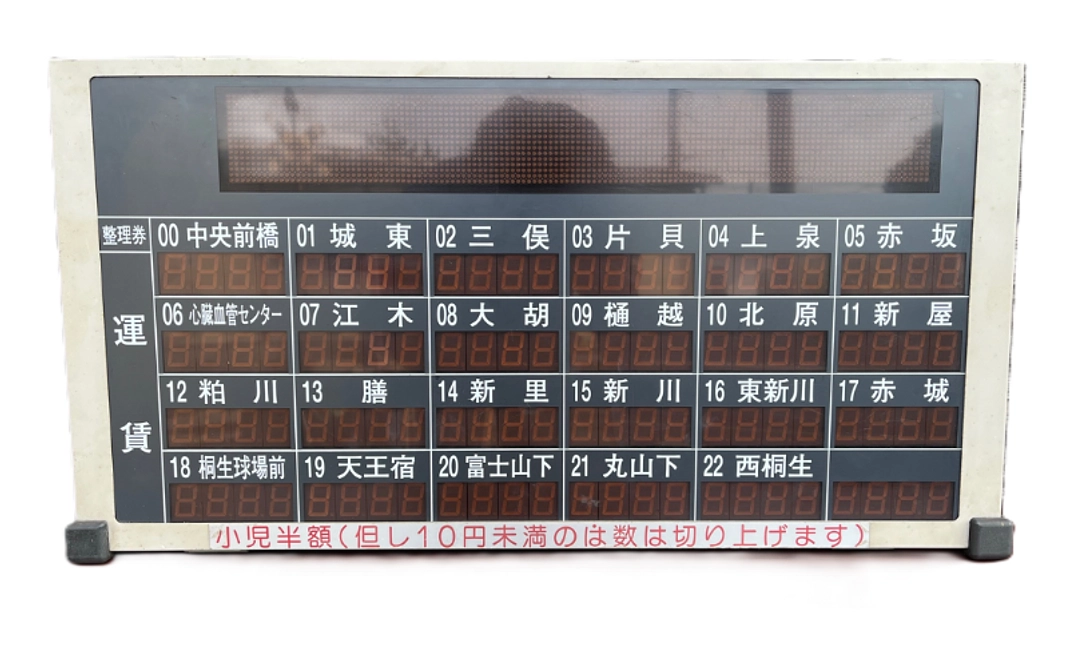 整理券 00 中央前橋 01 城 東 02 三 俣 03 片 貝 04 上 泉 05 赤 坂
運賃
06 心臓血管センター 07 江 木 08 大 胡 09 樋 越 10 北 原 11 新 屋
12 粕 川 13 膳 14 新 里 15 新 川 16 東新川 17 赤 城
18 桐生球場前 19 天王宿 20 富士山下 21 丸山下 22 西桐生
小児半額(但し10円未満のは数は切り上げます)